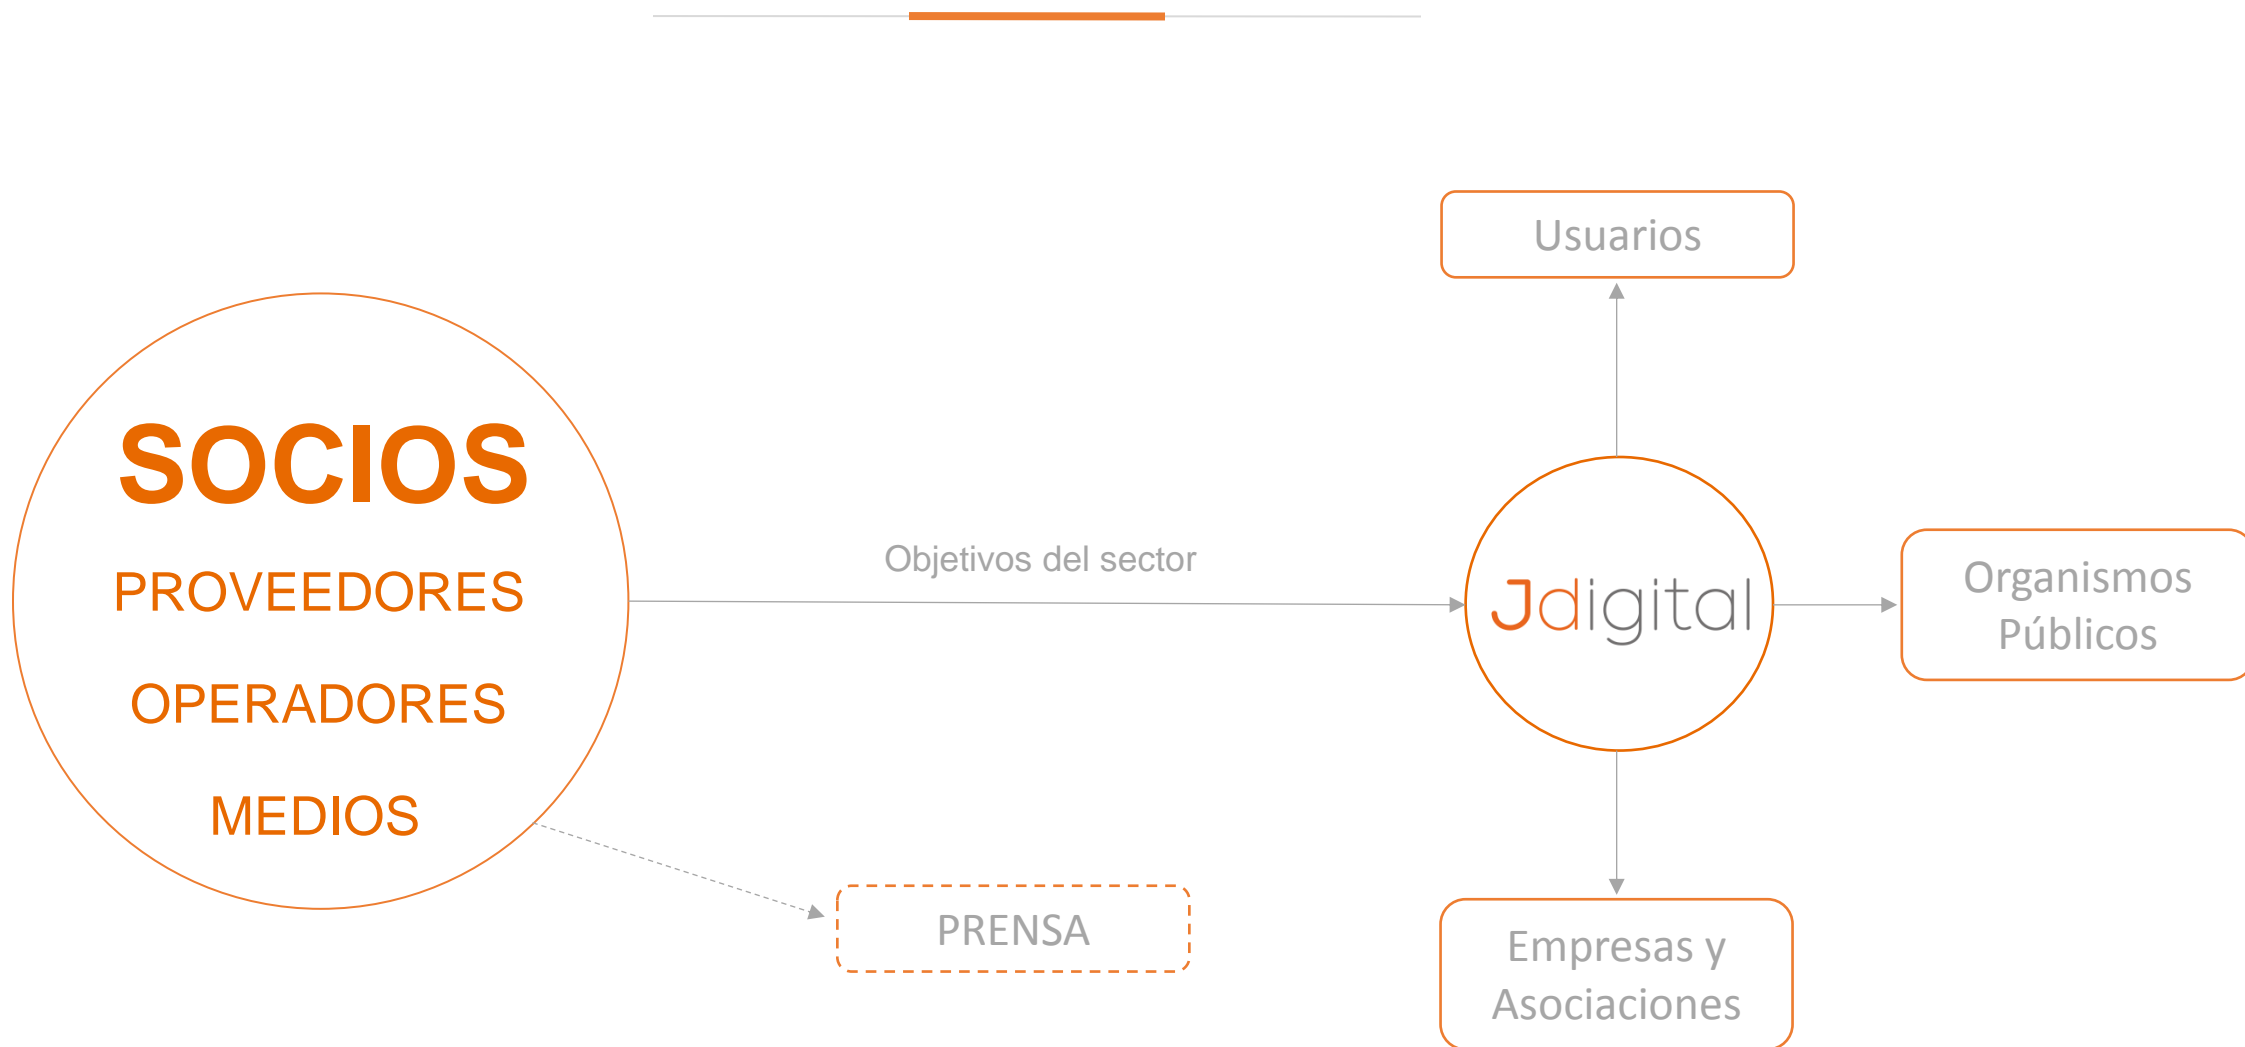 SOCIOS
PROVEEDORES
OPERADORES
MEDIOS
Objetivos del sector
PRENSA
Usuarios
Jdigital
Organismos
Públicos
Empresas y
Asociaciones